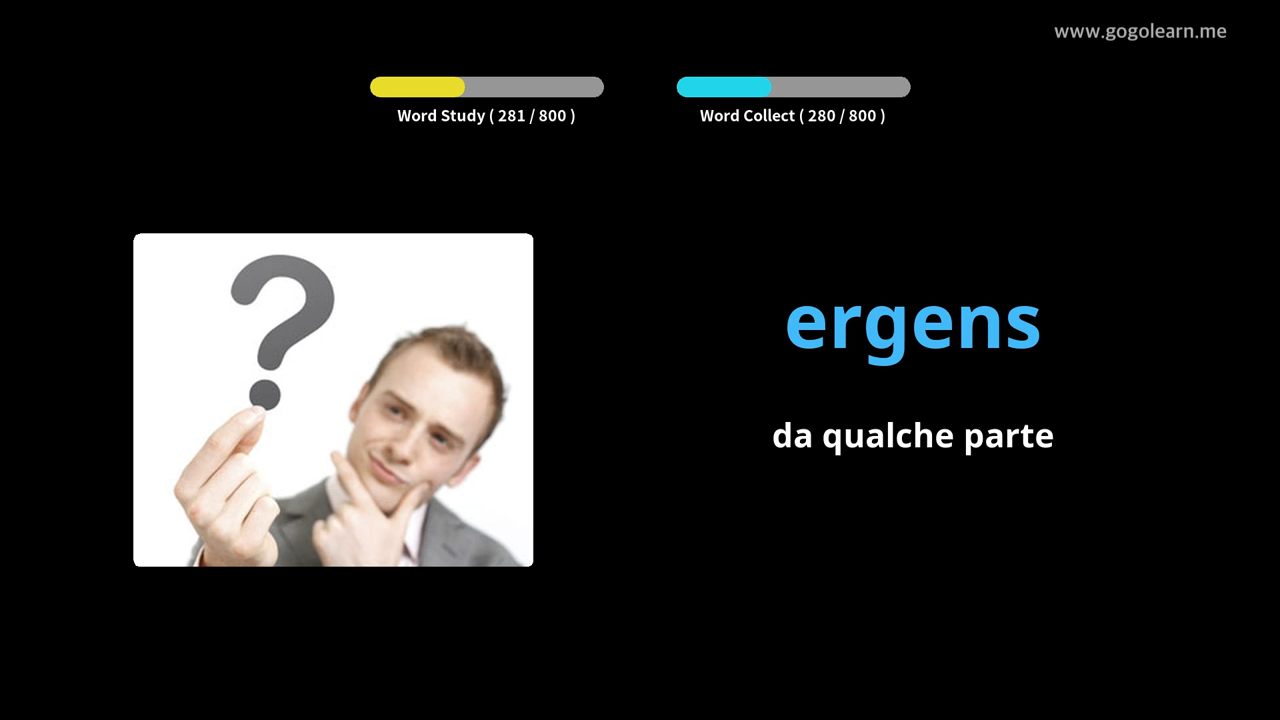 www.gogolearn.me
Word Study ( 281 / 800 )
Word Collect ( 280 / 800 )
?
ergens
da qualche parte